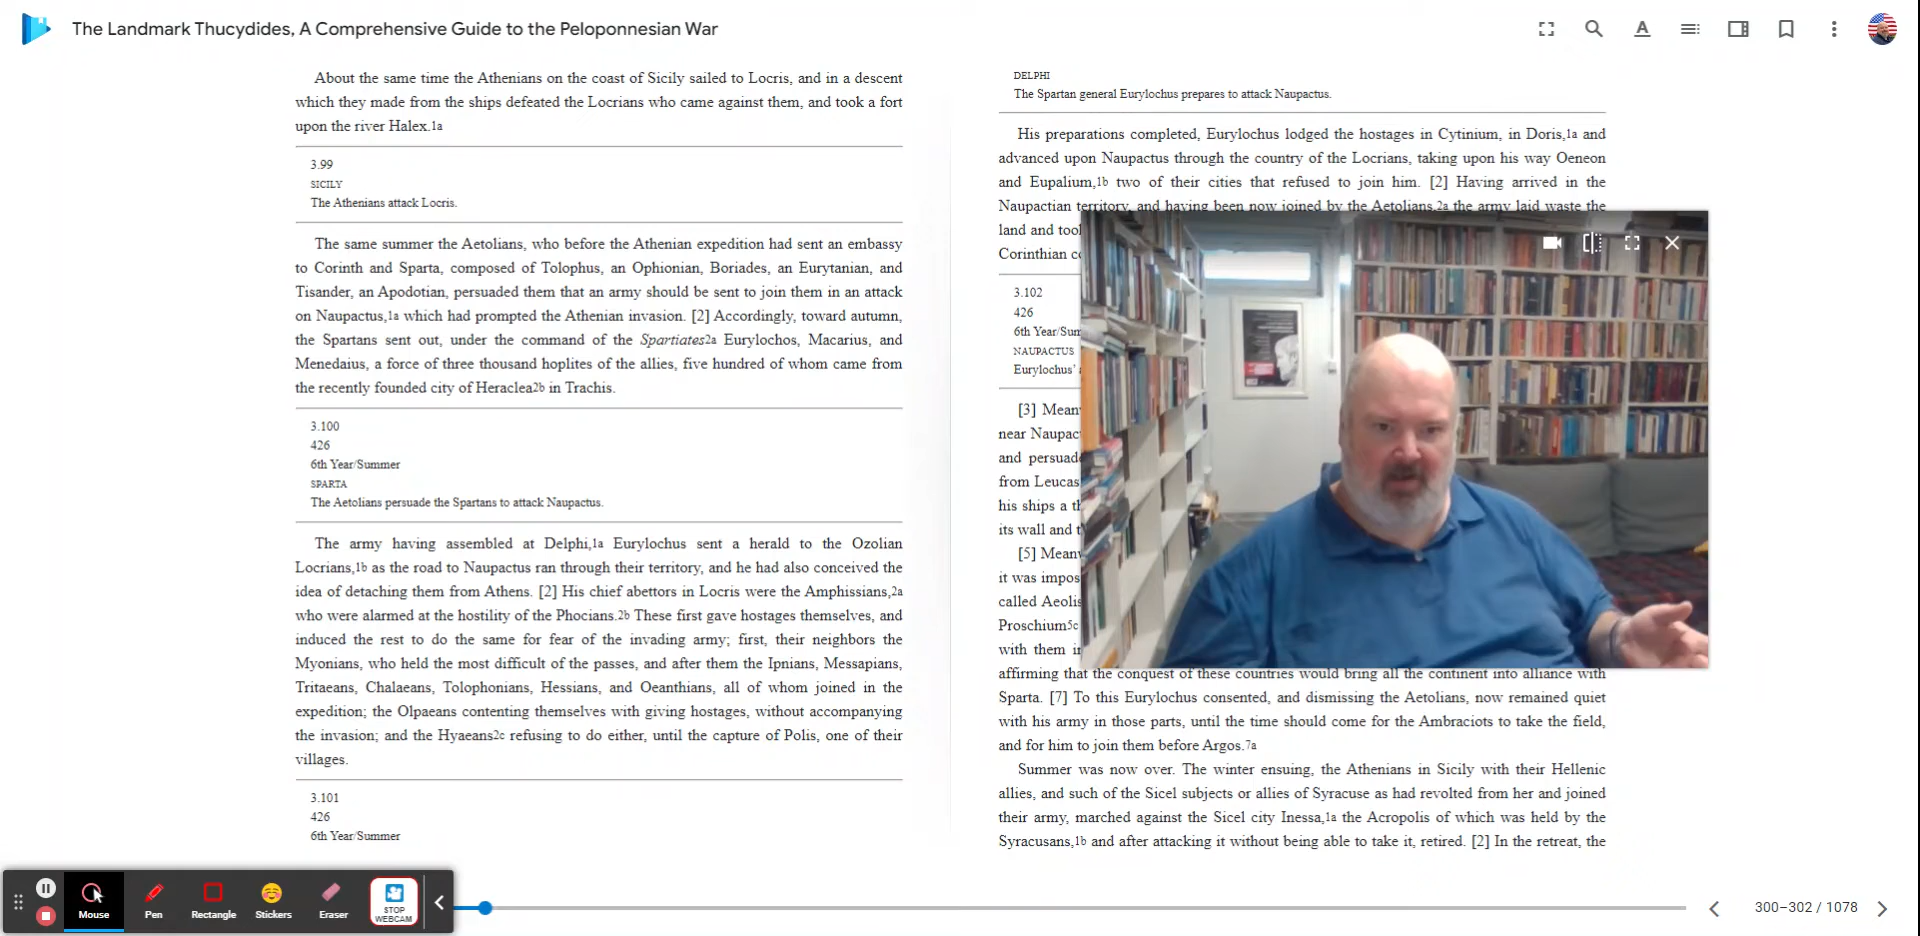 The Landmark Thucydides, A Comprehensive Guide to the Peloponnesian War
About the same time the Athenians on the coast of Sicily sailed to Locris, and in a descent
which they made from the ships defeated the Locrians who came against them, and took a fort
upon the river Halex.1a
3.99
SICILY
The Athenians attack Locris.
The same summer the Aetolians, who before the Athenian expedition had sent an embassy
to Corinth and Sparta, composed of Tolophus, an Ophionian, Boriades, an Eurytanian, and
Tisander, an Apodotian, persuaded them that an army should be sent to join them in an attack
on Naupactus,1a which had prompted the Athenian invasion. [2] Accordingly, toward autumn,
the Spartans sent out, under the command of the Spartiates2a Eurylochos, Macarius, and
Menedaius, a force of three thousand hoplites of the allies, five hundred of whom came from
the recently founded city of Heraclea2b in Trachis.
3.100
426
6th Year/Summer
SPARTA
The Aetolians persuade the Spartans to attack Naupactus.
The army having assembled at Delphi,1a Eurylochus sent a herald to the Ozolian
Locrians,1b as the road to Naupactus ran through their territory, and he had also conceived the
idea of detaching them from Athens. [2] His chief abettors in Locris were the Amphissians,2a
who were alarmed at the hostility of the Phocians.2b These first gave hostages themselves, and
induced the rest to do the same for fear of the invading army; first, their neighbors the
Myonians, who held the most difficult of the passes, and after them the Ipnians, Messapians,
Tritaeans, Chalaeans, Tolophonians, Hessians, and Oeanthians, all of whom joined in the
expedition; the Olpaeans contenting themselves with giving hostages, without accompanying
the invasion; and the Hyaeans2c refusing to do either, until the capture of Polis, one of their
villages.
3.101
426
6th Year/Summer
DELPHI
The Spartan general Eurylochus prepares to attack Naupactus.
His preparations completed, Eurylochus lodged the hostages in Cytinium, in Doris,1a and
advanced upon Naupactus through the country of the Locrians, taking upon his way Oeneon
and Eupalium,1b two of their cities that refused to join him. [2] Having arrived in the
Naupactian territory, and having been now joined by the Aetolians,2a the army laid waste the
land and too
Corinthian c
3.102
426
6th Year/Sum
NAUPACTUS
Eurylochus'
[3] Mean
near Naupac
and persuade
from Leucas
his ships a th
its wall and t
[5] Mean
it was impos
called Aeolis
Proschium5c
with them in
affirming that the conquest of these countries would bring all the continent into alliance with
Sparta. [7] To this Eurylochus consented, and dismissing the Aetolians, now remained quiet
with his army in those parts, until the time should come for the Ambraciots to take the field,
and for him to join them before Argos.7a
Summer was now over. The winter ensuing, the Athenians in Sicily with their Hellenic
allies, and such of the Sicel subjects or allies of Syracuse as had revolted from her and joined
their army, marched against the Sicel city Inessa,1a the Acropolis of which was held by the
Syracusans,1b and after attacking it without being able to take it, retired. [2] In the retreat, the
Mouse
Pen
Rectangle
Stickers
Eraser
STOP
WEBCAM
300–302 / 1078